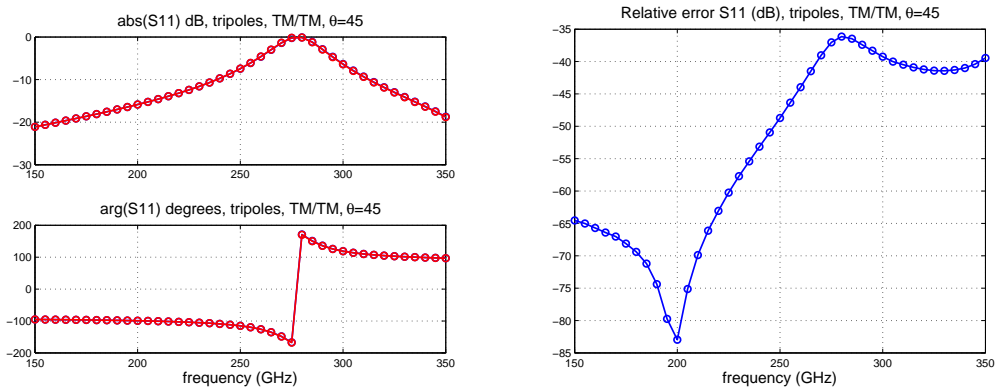 abs(S11) dB, tripoles, TM/TM, θ=45
0
−10
−20
−30
150 200 250 300 350
arg(S11) degrees, tripoles, TM/TM, θ=45
200
100
0
−100
−200
150 200 250 300 350
frequency (GHz)
Relative error S11 (dB), tripoles, TM/TM, θ=45
−35
−40
−45
−50
−55
−60
−65
−70
−75
−80
−85
150 200 250 300 350
frequency (GHz)